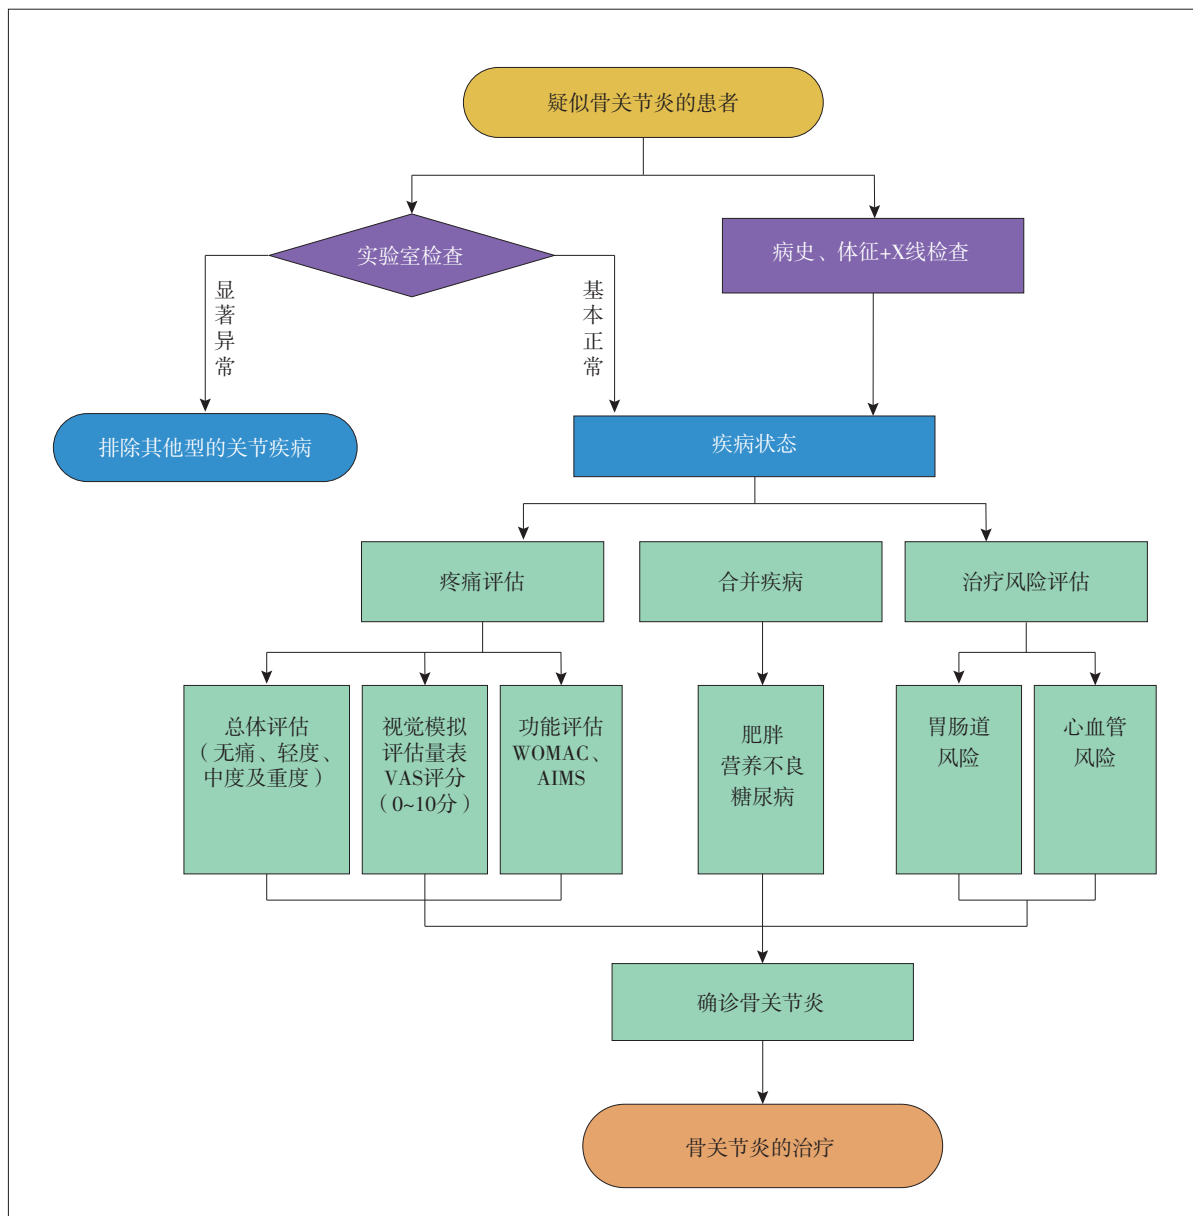 疑似骨关节炎的患者
实验室检查
病史、体征+X线检查
显著异常
基本正常
排除其他型的关节疾病
疾病状态
疼痛评估
合并疾病
治疗风险评估
总体评估
（无痛、轻度、
中度及重度）
视觉模拟
评估量表
VAS评分
（0~10分）
功能评估
WOMAC、
AIMS
肥胖
营养不良
糖尿病
胃肠道
风险
心血管
风险
确诊骨关节炎
骨关节炎的治疗